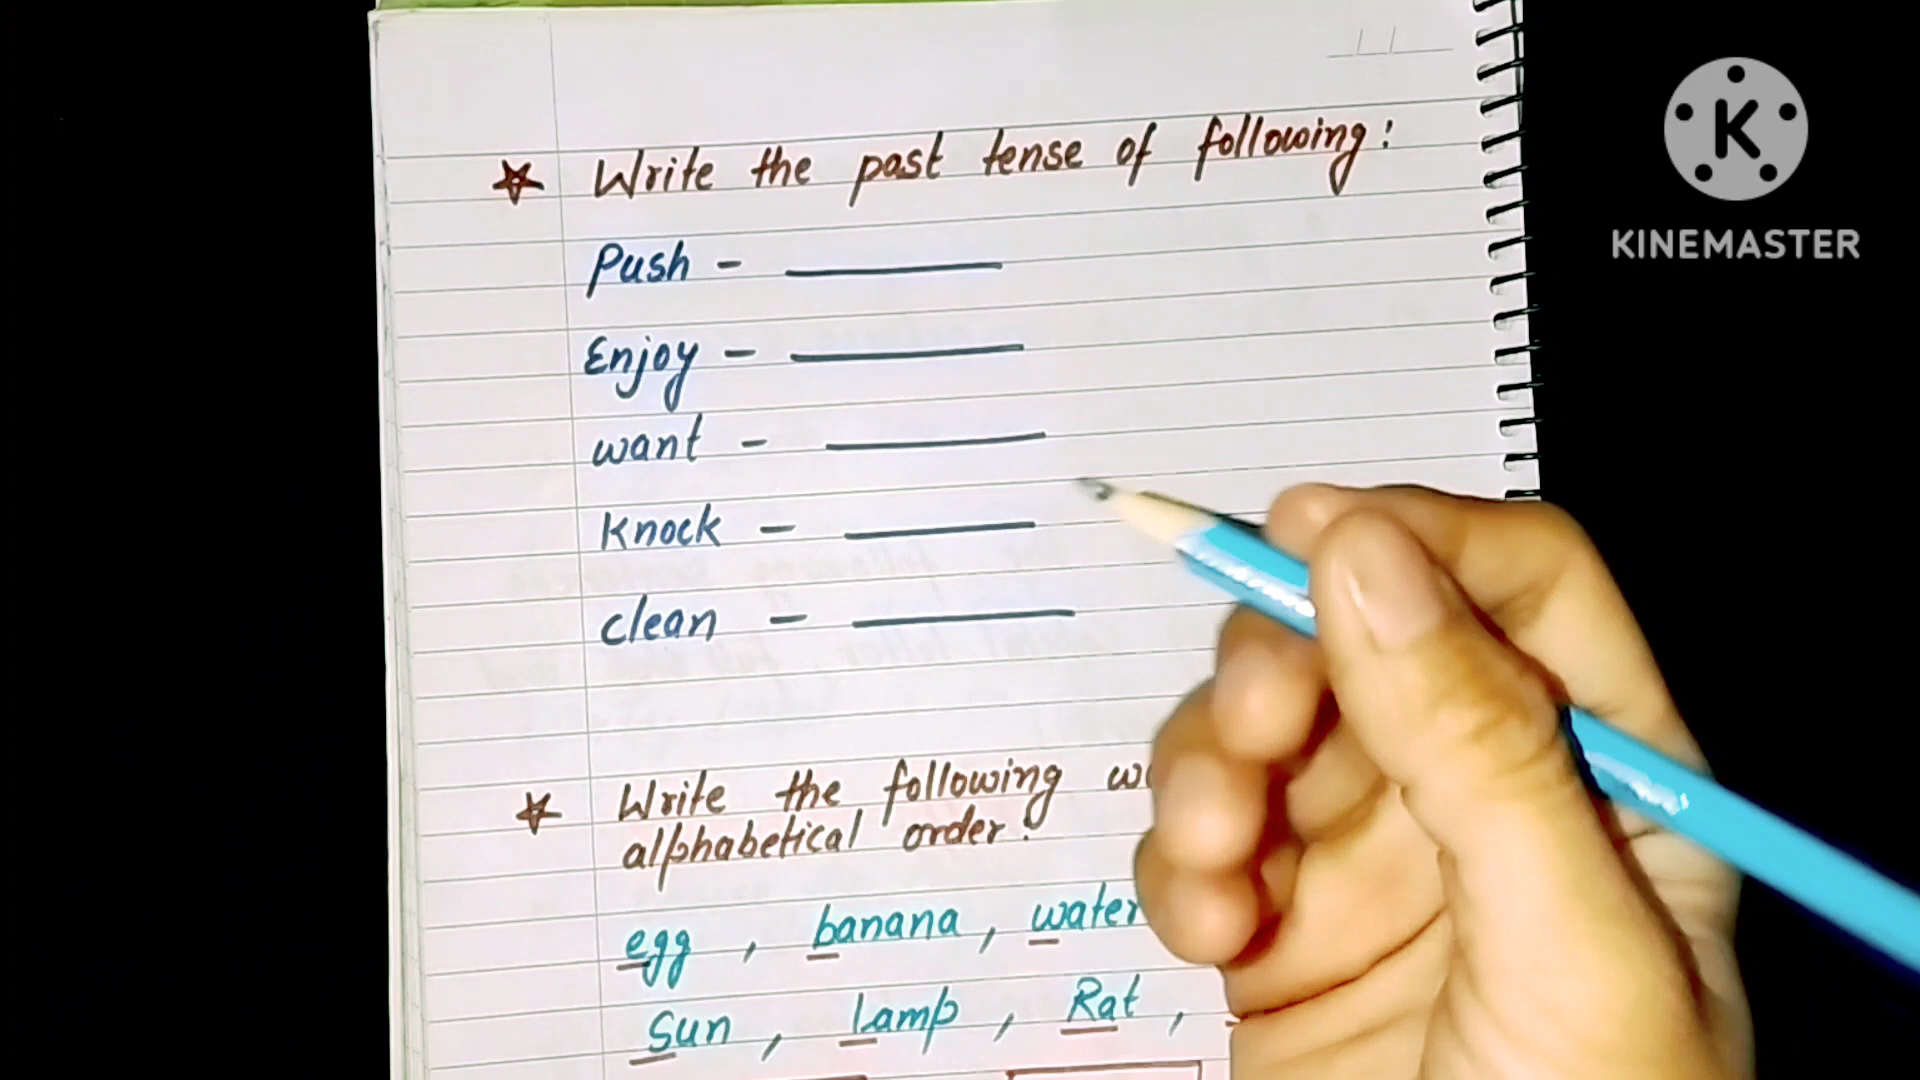 Write the past tense of following:
Push -
Enjoy -
want -
Knock -
clean -
Write the following
alphabetical order:
egg, banana, water
Sun, lamp, Rat,
K
KINEMASTER